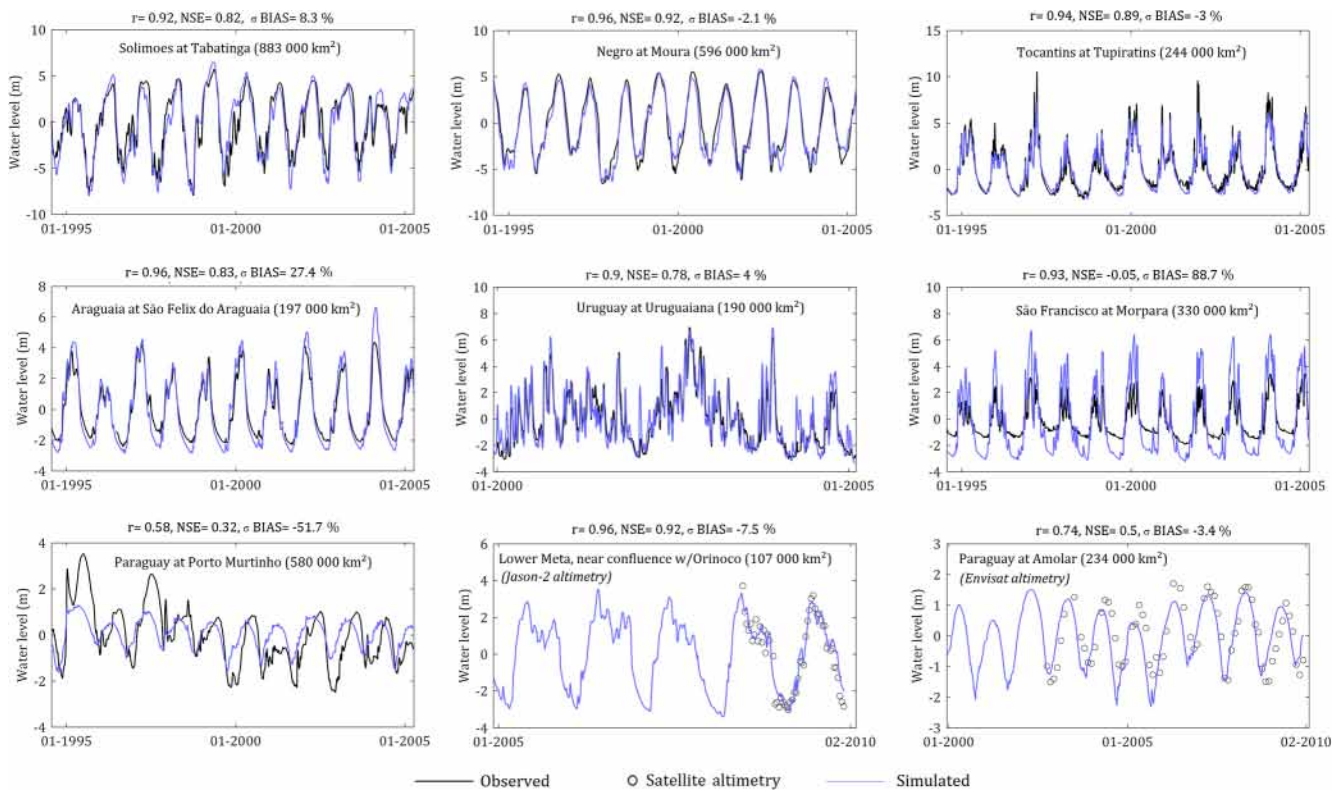 r= 0.92, NSE= 0.82, σ BIAS= 8.3 %
Solimoes at Tabatinga (883 000 km²)
Water level (m)
10
5
0
-5
-10
01-1995
01-2000
01-2005
r= 0.96, NSE= 0.92, σ BIAS= -2.1 %
Negro at Moura (596 000 km²)
Water level (m)
10
5
0
-5
-10
01-1995
01-2000
01-2005
r= 0.94, NSE= 0.89, σ BIAS= -3 %
Tocantins at Tupiratins (244 000 km²)
Water level (m)
15
10
5
0
-5
01-1995
01-2000
01-2005
r= 0.96, NSE= 0.83, σ BIAS= 27.4 %
Araguaia at São Felix do Araguaia (197 000 km²)
Water level (m)
8
6
4
2
0
-2
-4
01-1995
01-2000
01-2005
r= 0.9, NSE= 0.78, σ BIAS= 4 %
Uruguay at Uruguaiana (190 000 km²)
Water level (m)
10
8
6
4
2
0
-2
-4
01-2000
01-2005
r= 0.93, NSE= -0.05, σ BIAS= 88.7 %
São Francisco at Morpara (330 000 km²)
Water level (m)
10
8
6
4
2
0
-2
-4
01-1995
01-2000
01-2005
r= 0.58, NSE= 0.32, σ BIAS= -51.7 %
Paraguay at Porto Murtinho (580 000 km²)
Water level (m)
4
2
0
-2
-4
01-1995
01-2000
01-2005
r= 0.96, NSE= 0.92, σ BIAS= -7.5 %
Lower Meta, near confluence w/Orinoco (107 000 km²)
(Jason-2 altimetry)
Water level (m)
6
4
2
0
-2
-4
01-2005
02-2010
r= 0.74, NSE= 0.5, σ BIAS= -3.4 %
Paraguay at Amolar (234 000 km²)
(Envisat altimetry)
Water level (m)
3
2
1
0
-1
-2
-3
01-2000
01-2005
02-2010
Observed
Satellite altimetry
Simulated